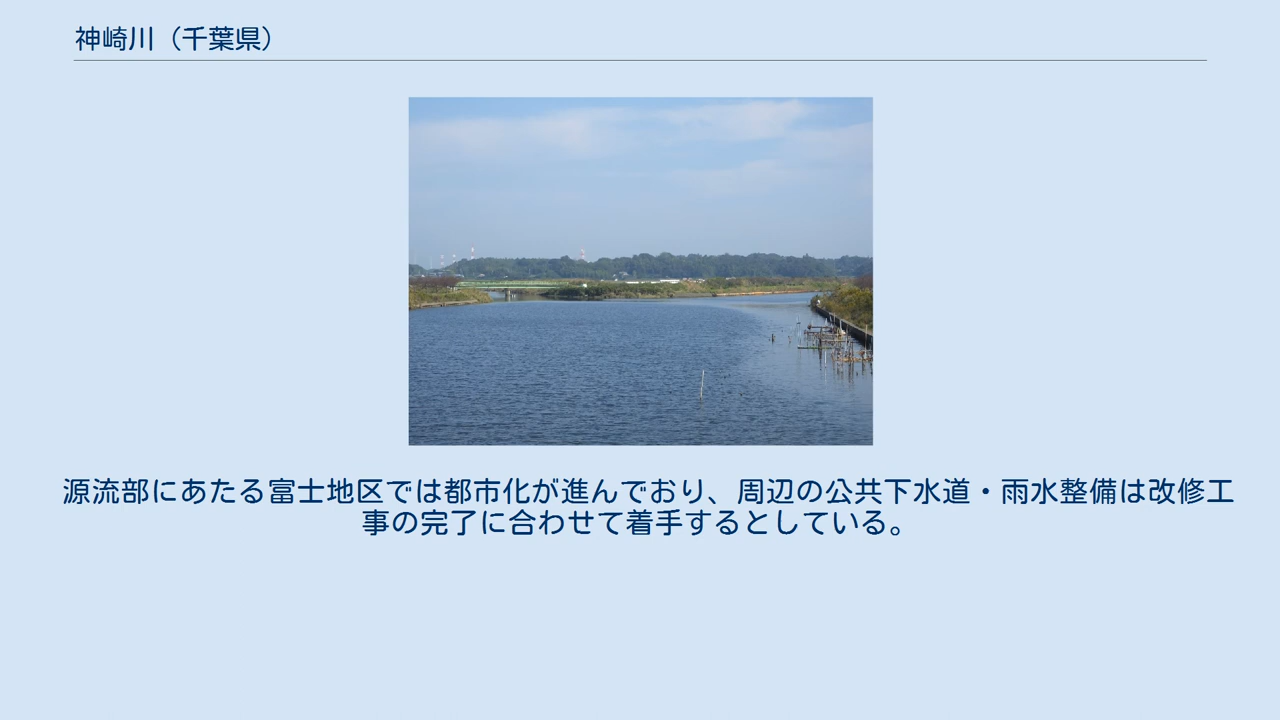 神崎川（千葉県）
源流部にあたる富士地区では都市化が進んでおり、周辺の公共下水道・雨水整備は改修工
事の完了に合わせて着手するとしている。